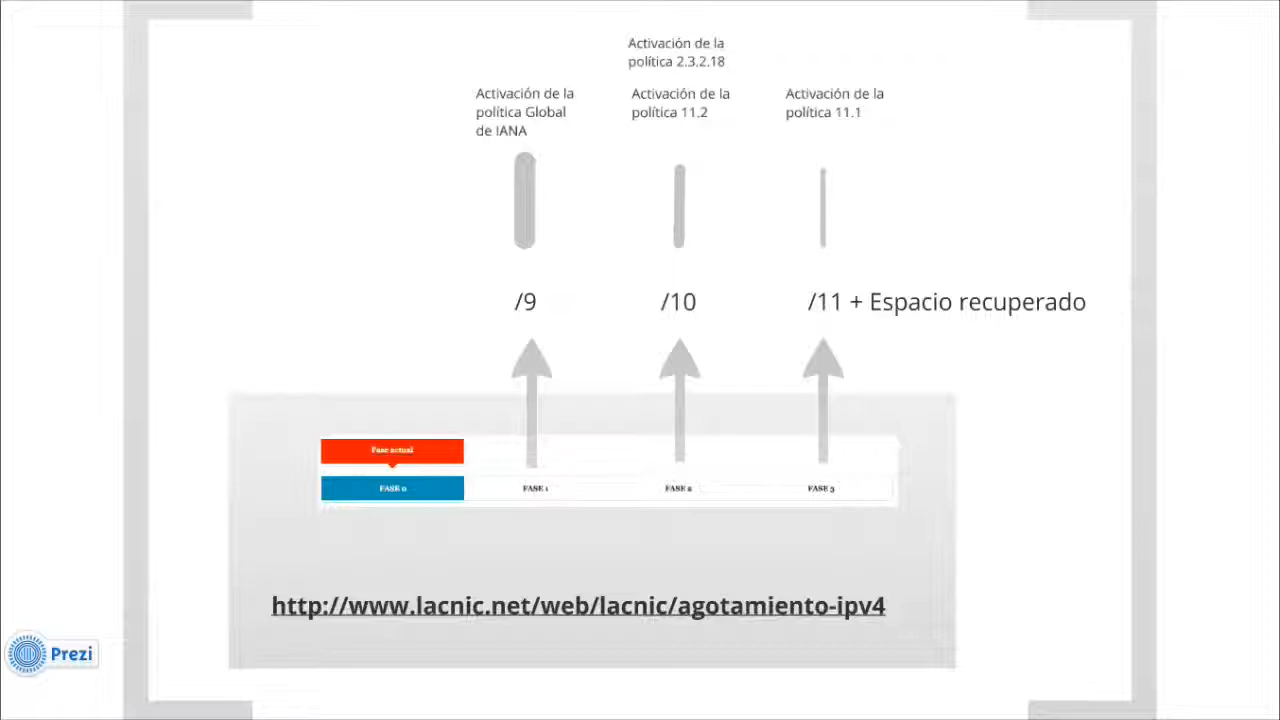 Activación de la
política 2.3.2.18
Activación de la
política Global
de IANA
Activación de la
política 11.2
Activación de la
política 11.1
/9
/10
/11 + Espacio recuperado
Fase actual
FASE 0
FASE 1
FASE 2
FASE 3
http://www.lacnic.net/web/lacnic/agotamiento-ipv4
Prezi